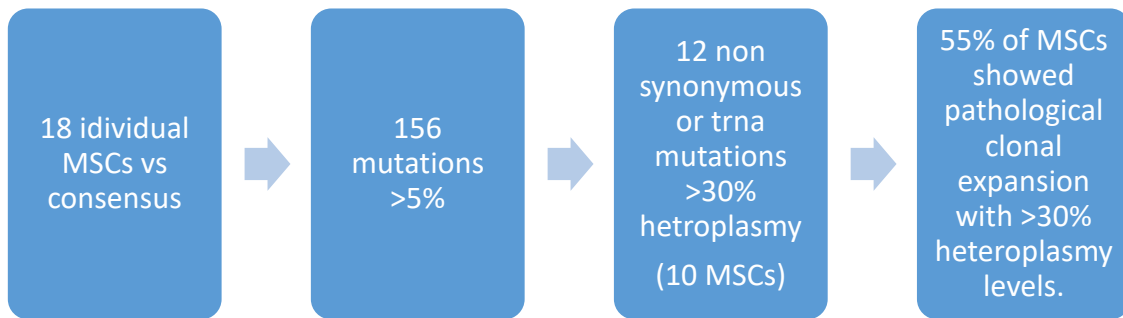 18 idividual
MSCs vs
consensus
156
mutations
>5%
12 non
synonymous
or trna
mutations
>30%
hetroplasmy
(10 MSCs)
55% of MSCs
showed
pathological
clonal
expansion
with >30%
heteroplasmy
levels.